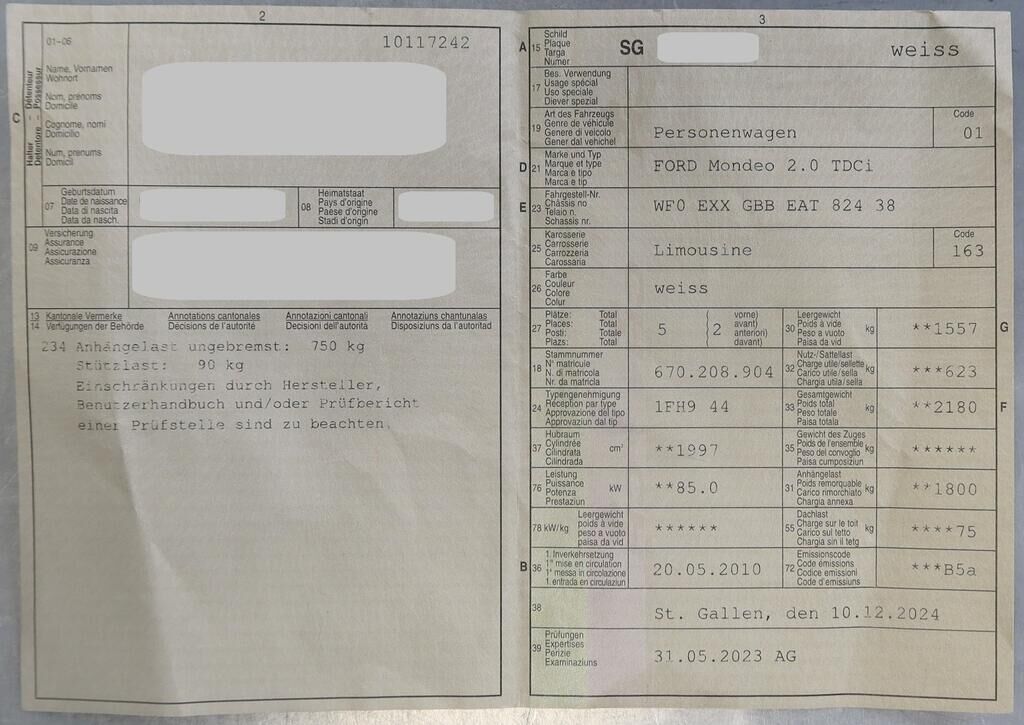 2
01-06
10117242
C
Halter - Détenteur
Detentore - Possessur
Name, Vornamen
Wohnort
Nom, prénoms
Domicile
Cognome, nomi
Domicilio
Num, prenums
Domicil
07
Geburtsdatum
Date de naissance
Data di nascita
Data da nasch.
08
Heimatstaat
Pays d'origine
Paese d'origine
Stadi d'origin
09
Versicherung
Assurance
Assicurazione
Assicuranza
13 Kantonale Vermerke Annotations cantonales Annotazioni cantonali Annotaziuns chantunalas
14 Verfügungen der Behörde Décisions de l'autorité Decisioni dell'autorità Disposiziuns da l'autoritad
234 Anhängelast ungebremst: 750 kg
Stützlast: 90 kg
Einschränkungen durch Hersteller,
Benutzerhandbuch und/oder Prüfbericht
einer Prüfstelle sind zu beachten.
3
A 15
Schild
Plaque
Targa
Numer
SG
weiss
17
Bes. Verwendung
Usage spécial
Uso speciale
Diever spezial
19
Art des Fahrzeugs
Genre de véhicule
Genere di veicolo
Gener dal vehichel
Personenwagen
Code
01
D 21
Marke und Typ
Marque et type
Marca e tipo
Marca e tip
FORD Mondeo 2.0 TDCi
E 23
Fahrgestell-Nr.
Châssis no
Telaio n.
Schassis nr.
WF0 EXX GBB EAT 824 38
25
Karosserie
Carrosserie
Carrozzeria
Carossaria
Limousine
Code
163
26
Farbe
Couleur
Colore
Colur
weiss
27
Plätze: Total
Places: Total
Posti: Totale
Plazs: Total
5 ( 2
vorne)
avant)
anteriori)
davant)
30
Leergewicht
Poids à vide
Peso a vuoto
Paisa da vid
kg
**1557
G
18
Stammnummer
N° matricule
N. di matricola
Nr. da matricla
670.208.904
32
Nutz-/Sattellast
Charge utile/sellette
Carico utile/sella
Chargia utila/sella
kg
***623
24
Typengenehmigung
Réception par type
Approvazione del tipo
Approvaziun dal tip
1FH9 44
33
Gesamtgewicht
Poids total
Peso totale
Paisa totala
kg
**2180
F
37
Hubraum
Cylindrée
Cilindrata
Cilindrada
cm³
**1997
35
Gewicht des Zuges
Poids de l'ensemble
Peso del convoglio
Paisa cumposiziun
kg
******
76
Leistung
Puissance
Potenza
Prestaziun
kW
**85.0
31
Anhängelast
Poids remorquable
Carico rimorchiato
Chargia annexa
kg
**1800
78 kW/kg
Leergewicht
poids à vide
peso a vuoto
paisa da vid
******
55
Dachlast
Charge sur le toit
Carico sul tetto
Chargia sin il tetg
kg
****75
B 36
1. Inverkehrsetzung
1re mise en circulation
1a messa in circolazione
1. entrada en circulaziun
20.05.2010
72
Emissionscode
Code émissions
Codice emissioni
Code d'emissiuns
***B5a
38
St. Gallen, den 10.12.2024
39
Prüfungen
Expertises
Perizie
Examinaziuns
31.05.2023 AG